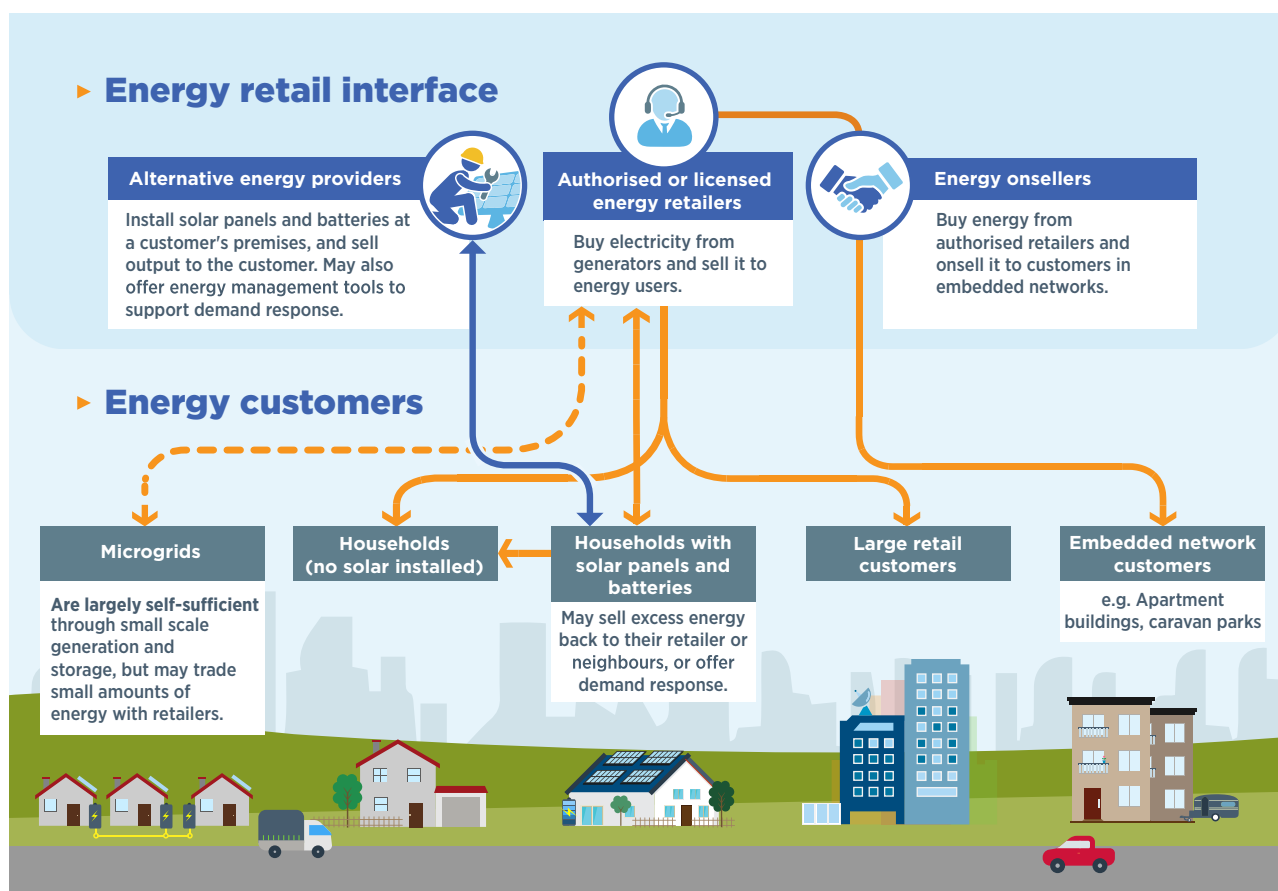 Energy retail interface
Alternative energy providers
Install solar panels and batteries at
a customer's premises, and sell
output to the customer. May also
offer energy management tools to
support demand response.
Authorised or licensed
energy retailers
Buy electricity from
generators and sell it to
energy users.
Energy onsellers
Buy energy from
authorised retailers and
onsell it to customers in
embedded networks.
Energy customers
Microgrids
Are largely self-sufficient
through small scale
generation and
storage, but may trade
small amounts of
energy with retailers.
Households
(no solar installed)
Households with
solar panels and
batteries
May sell excess energy
back to their retailer or
neighbours, or offer
demand response.
Large retail
customers
Embedded network
customers
e.g. Apartment
buildings, caravan parks